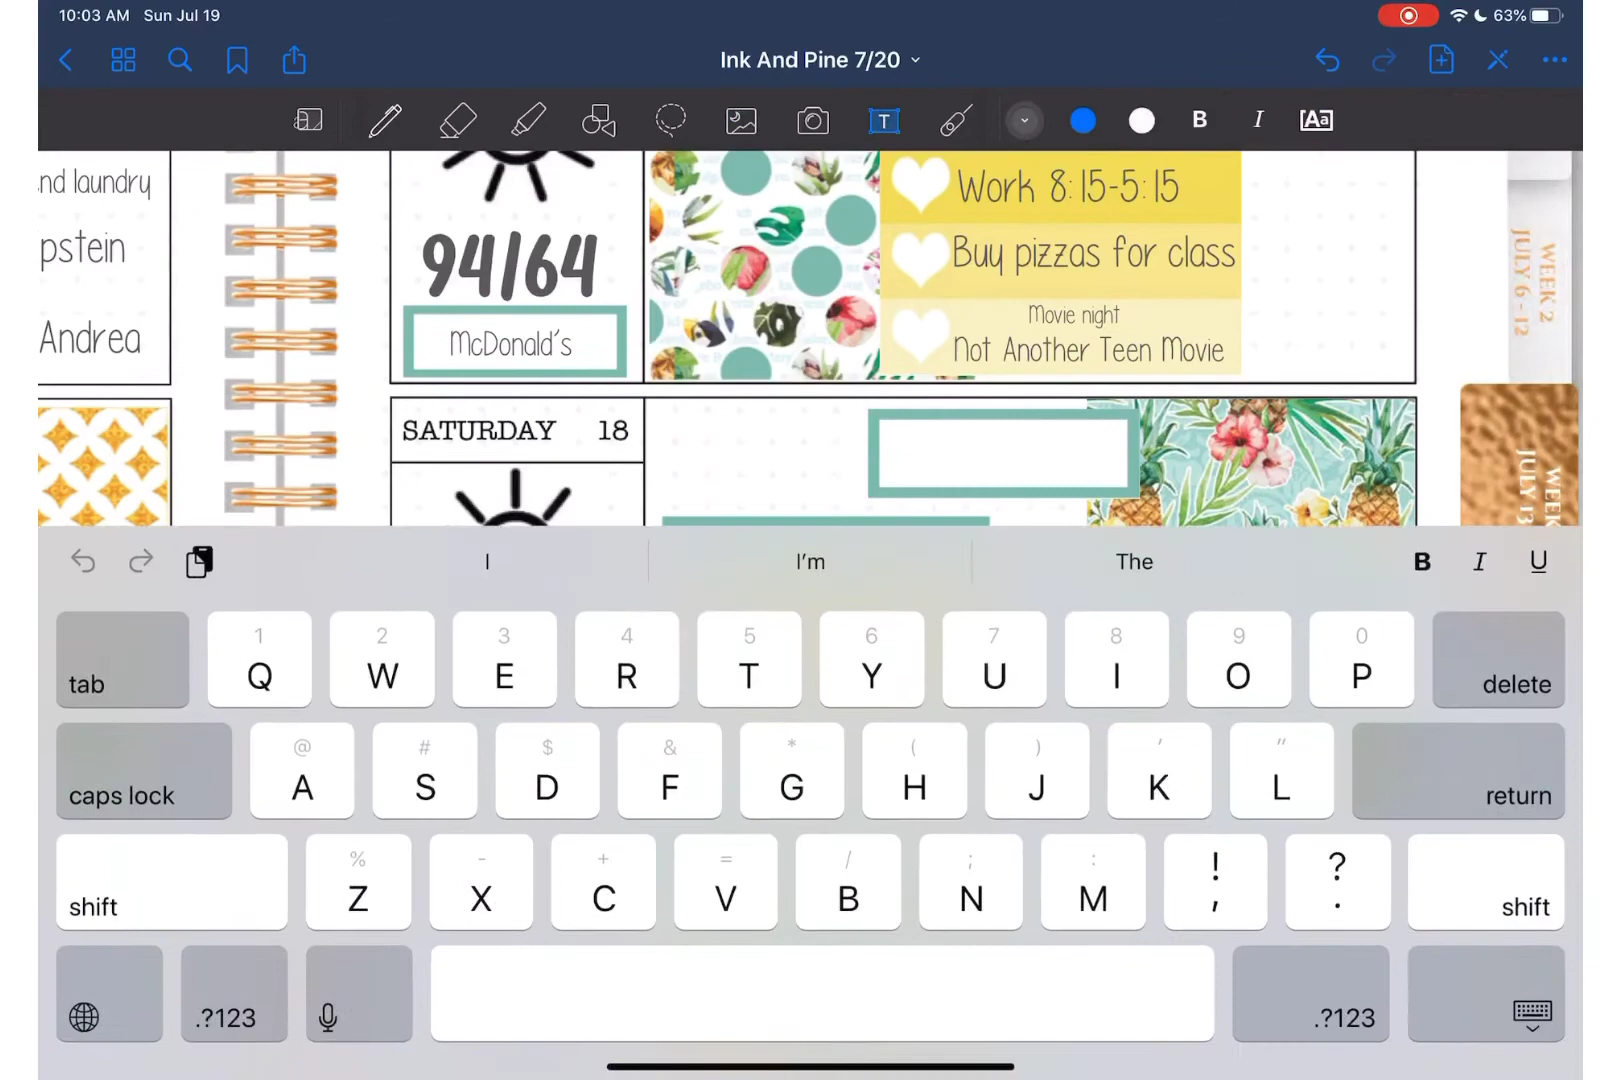 10:03 AM Sun Jul 19
63%
Ink And Pine 7/20
T
B I [Aa]
nd laundry
pstein
Andrea
94/64
McDonald's
Work 8:15-5:15
Buy pizzas for class
Movie night
Not Another Teen Movie
WEEK 2
JULY 6-12
SATURDAY 18
WEEK
JULY 13
I I'm The B I U
1 2 3 4 5 6 7 8 9 0
tab Q W E R T Y U I O P delete
@ # $ & * ( ) ' "
caps lock A S D F G H J K L return
% - + = / ; : ! ?
shift Z X C V B N M , . shift
.?123 .?123